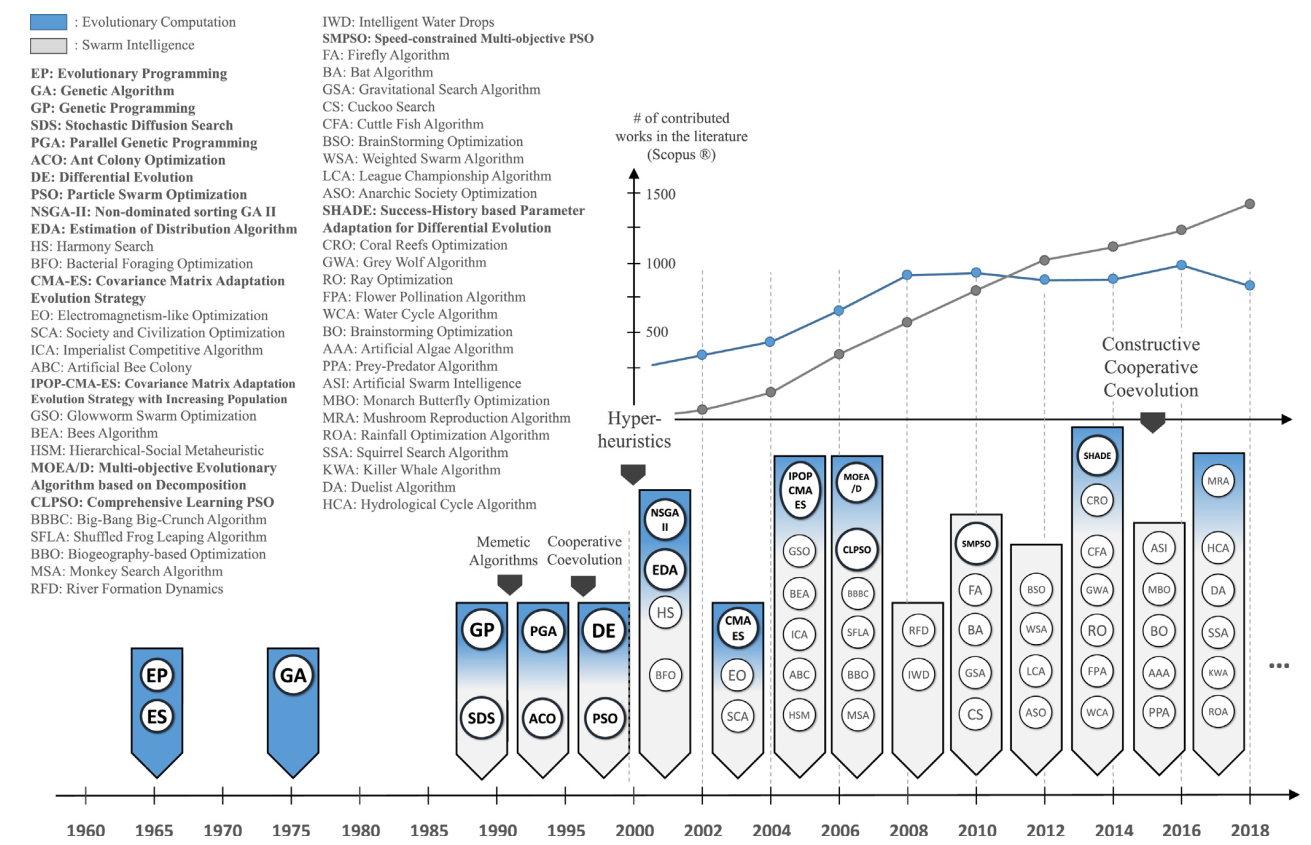 : Evolutionary Computation
: Swarm Intelligence
EP: Evolutionary Programming
GA: Genetic Algorithm
GP: Genetic Programming
SDS: Stochastic Diffusion Search
PGA: Parallel Genetic Programming
ACO: Ant Colony Optimization
DE: Differential Evolution
PSO: Particle Swarm Optimization
NSGA-II: Non-dominated sorting GA II
EDA: Estimation of Distribution Algorithm
HS: Harmony Search
BFO: Bacterial Foraging Optimization
CMA-ES: Covariance Matrix Adaptation
Evolution Strategy
EO: Electromagnetism-like Optimization
SCA: Society and Civilization Optimization
ICA: Imperialist Competitive Algorithm
ABC: Artificial Bee Colony
IPOP-CMA-ES: Covariance Matrix Adaptation
Evolution Strategy with Increasing Population
GSO: Glowworm Swarm Optimization
BEA: Bees Algorithm
HSM: Hierarchical-Social Metaheuristic
MOEA/D: Multi-objective Evolutionary
Algorithm based on Decomposition
CLPSO: Comprehensive Learning PSO
BBBC: Big-Bang Big-Crunch Algorithm
SFLA: Shuffled Frog Leaping Algorithm
BBO: Biogeography-based Optimization
MSA: Monkey Search Algorithm
RFD: River Formation Dynamics
IWD: Intelligent Water Drops
SMPSO: Speed-constrained Multi-objective PSO
FA: Firefly Algorithm
BA: Bat Algorithm
GSA: Gravitational Search Algorithm
CS: Cuckoo Search
CFA: Cuttle Fish Algorithm
BSO: BrainStorming Optimization
WSA: Weighted Swarm Algorithm
LCA: League Championship Algorithm
ASO: Anarchic Society Optimization
SHADE: Success-History based Parameter
Adaptation for Differential Evolution
CRO: Coral Reefs Optimization
GWA: Grey Wolf Algorithm
RO: Ray Optimization
FPA: Flower Pollination Algorithm
WCA: Water Cycle Algorithm
BO: Brainstorming Optimization
AAA: Artificial Algae Algorithm
PPA: Prey-Predator Algorithm
ASI: Artificial Swarm Intelligence
MBO: Monarch Butterfly Optimization
MRA: Mushroom Reproduction Algorithm
ROA: Rainfall Optimization Algorithm
SSA: Squirrel Search Algorithm
KWA: Killer Whale Algorithm
DA: Duelist Algorithm
HCA: Hydrological Cycle Algorithm
# of contributed
works in the literature
(Scopus ®)
1500
1000
500
Hyper-
heuristics
Constructive
Cooperative
Coevolution
Memetic
Algorithms
Cooperative
Coevolution
EP
ES
GA
GP
SDS
PGA
ACO
DE
PSO
NSGA
II
EDA
HS
BFO
CMA
ES
EO
SCA
IPOP
CMA
ES
GSO
BEA
ICA
ABC
HSM
MOEA
/D
CLPSO
BBBC
SFLA
BBO
MSA
RFD
IWD
SMPSO
FA
BA
GSA
CS
BSO
WSA
LCA
ASO
SHADE
CRO
CFA
GWA
RO
FPA
WCA
ASI
MBO
BO
AAA
PPA
MRA
HCA
DA
SSA
KWA
ROA
...
1960 1965 1970 1975 1980 1985 1990 1995 2000 2002 2004 2006 2008 2010 2012 2014 2016 2018